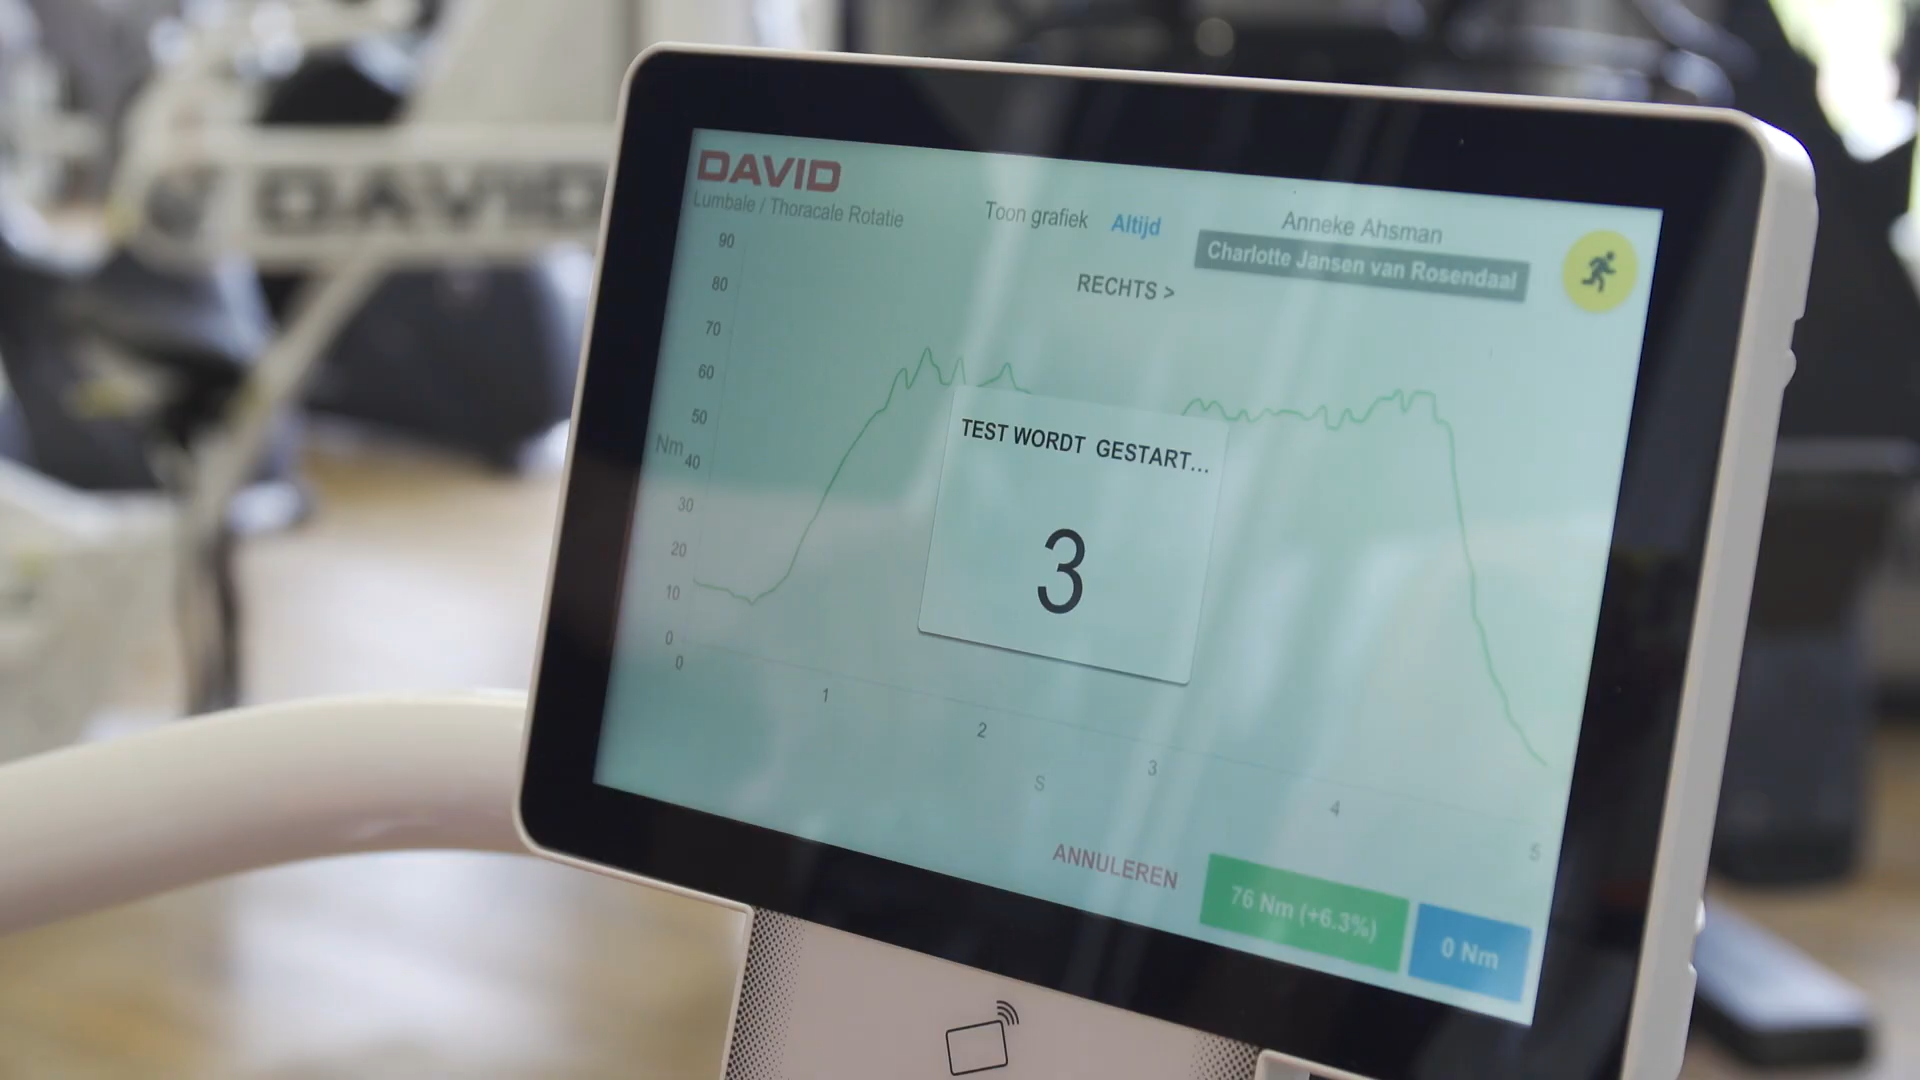 DAVID
DAVID
Lumbale / Thoracale Rotatie
Toon grafiek Altijd
Anneke Ahsman
Charlotte Jansen van Rosendaal
RECHTS >
90
80
70
60
50
Nm
40
30
20
10
0
0
1
2
3
4
5
S
TEST WORDT GESTART...
3
ANNULEREN
76 Nm (+6.3%)
0 Nm